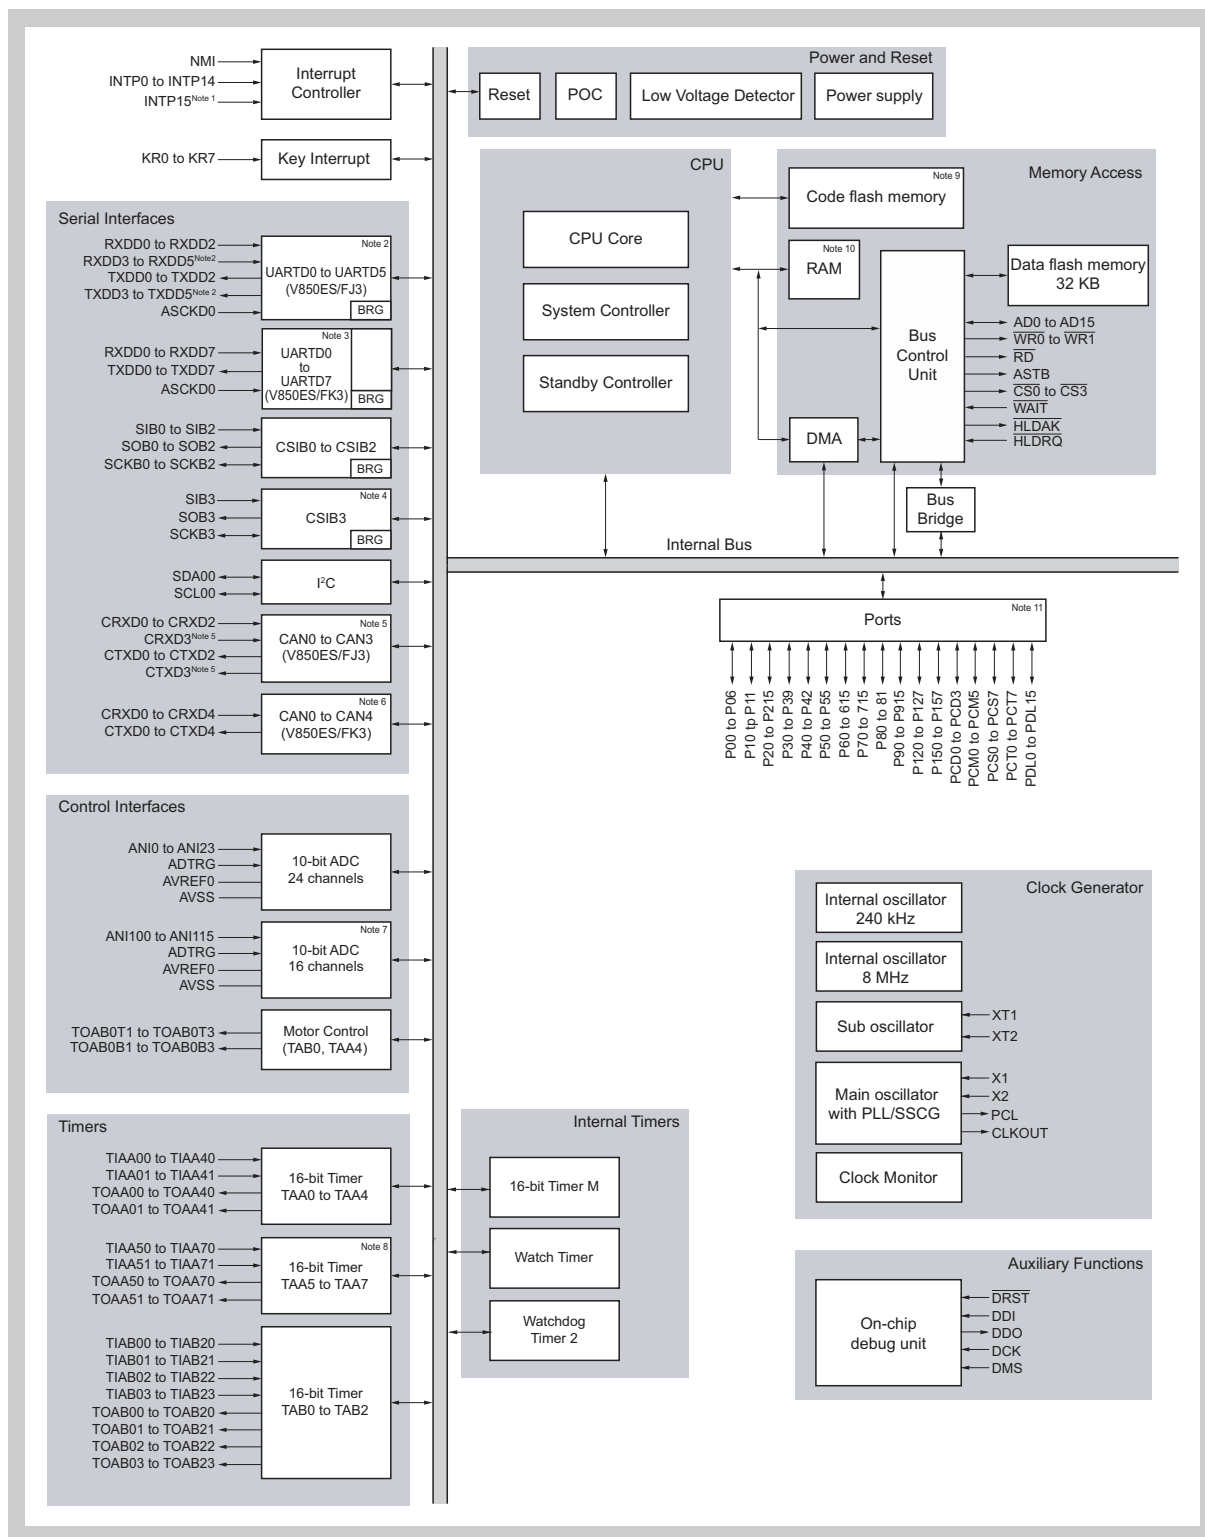 NMI
INTP0 to INTP14
INTP15Note 1
Interrupt
Controller
KR0 to KR7
Key Interrupt
Power and Reset
Reset
POC
Low Voltage Detector
Power supply
CPU
CPU Core
System Controller
Standby Controller
Memory Access
Note 9
Code flash memory
Note 10
RAM
Bus
Control
Unit
DMA
Data flash memory
32 KB
AD0 to AD15
WR0 to WR1
RD
ASTB
CS0 to CS3
WAIT
HLDAK
HLDRQ
Bus
Bridge
Internal Bus
Serial Interfaces
RXDD0 to RXDD2
RXDD3 to RXDD5Note2
TXDD0 to TXDD2
TXDD3 to TXDD5Note 2
ASCKD0
Note 2
UARTD0 to UARTD5
(V850ES/FJ3)
BRG
RXDD0 to RXDD7
TXDD0 to TXDD7
ASCKD0
Note 3
UARTD0
to
UARTD7
(V850ES/FK3)
BRG
SIB0 to SIB2
SOB0 to SOB2
SCKB0 to SCKB2
CSIB0 to CSIB2
BRG
SIB3
SOB3
SCKB3
Note 4
CSIB3
BRG
SDA00
SCL00
I²C
CRXD0 to CRXD2
CRXD3Note 5
CTXD0 to CTXD2
CTXD3Note 5
Note 5
CAN0 to CAN3
(V850ES/FJ3)
CRXD0 to CRXD4
CTXD0 to CTXD4
Note 6
CAN0 to CAN4
(V850ES/FK3)
Note 11
Ports
P00 to P06
P10 tp P11
P20 to P215
P30 to P39
P40 to P42
P50 to P55
P60 to 615
P70 to 715
P80 to 81
P90 to P915
P120 to P127
P150 to P157
PCD0 to PCD3
PCM0 to PCM5
PCS0 to PCS7
PCT0 to PCT7
PDL0 to PDL15
Control Interfaces
ANI0 to ANI23
ADTRG
AVREF0
AVSS
10-bit ADC
24 channels
ANI100 to ANI115
ADTRG
AVREF0
AVSS
Note 7
10-bit ADC
16 channels
TOAB0T1 to TOAB0T3
TOAB0B1 to TOAB0B3
Motor Control
(TAB0, TAA4)
Timers
TIAA00 to TIAA40
TIAA01 to TIAA41
TOAA00 to TOAA40
TOAA01 to TOAA41
16-bit Timer
TAA0 to TAA4
TIAA50 to TIAA70
TIAA51 to TIAA71
TOAA50 to TOAA70
TOAA51 to TOAA71
Note 8
16-bit Timer
TAA5 to TAA7
TIAB00 to TIAB20
TIAB01 to TIAB21
TIAB02 to TIAB22
TIAB03 to TIAB23
TOAB00 to TOAB20
TOAB01 to TOAB21
TOAB02 to TOAB22
TOAB03 to TOAB23
16-bit Timer
TAB0 to TAB2
Internal Timers
16-bit Timer M
Watch Timer
Watchdog
Timer 2
Clock Generator
Internal oscillator
240 kHz
Internal oscillator
8 MHz
Sub oscillator
XT1
XT2
Main oscillator
with PLL/SSCG
X1
X2
PCL
CLKOUT
Clock Monitor
Auxiliary Functions
On-chip
debug unit
DRST
DDI
DDO
DCK
DMS